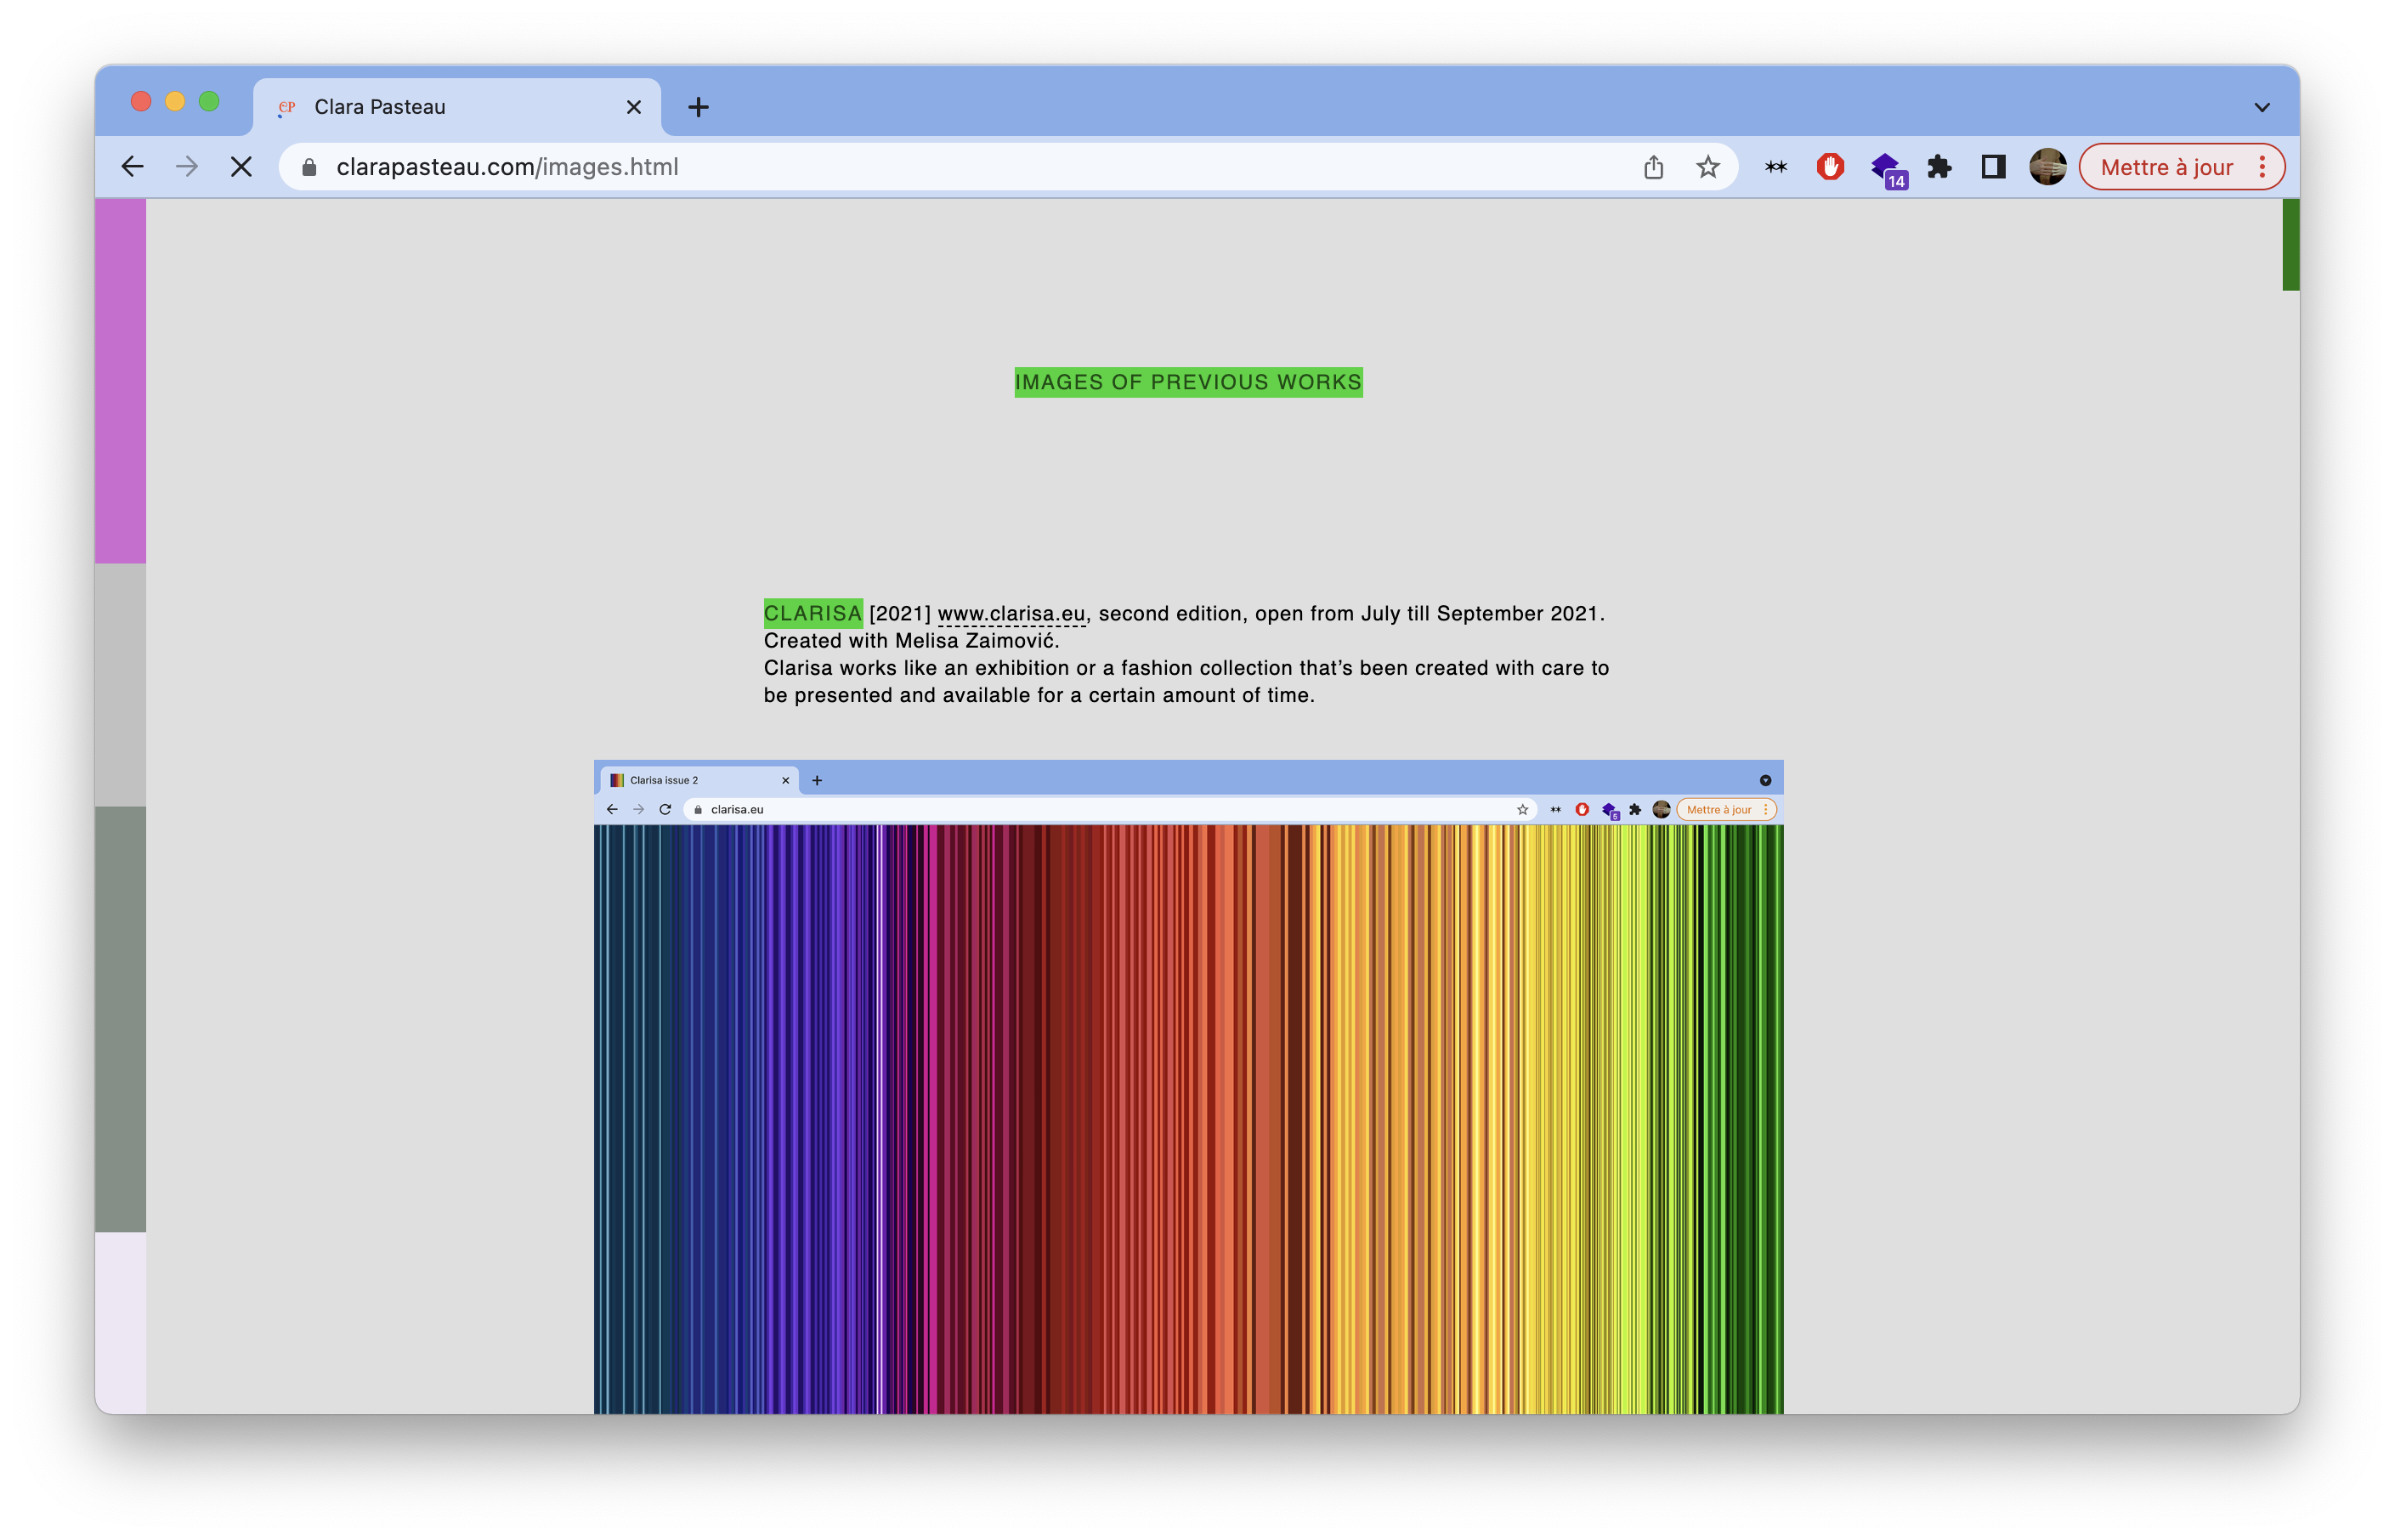 Clara Pasteau
clarapasteau.com/images.html
14
Mettre à jour
IMAGES OF PREVIOUS WORKS
CLARISA [2021] www.clarisa.eu, second edition, open from July till September 2021.
Created with Melisa Zaimović.
Clarisa works like an exhibition or a fashion collection that’s been created with care to
be presented and available for a certain amount of time.
Clarisa issue 2
clarisa.eu
5
Mettre à jour